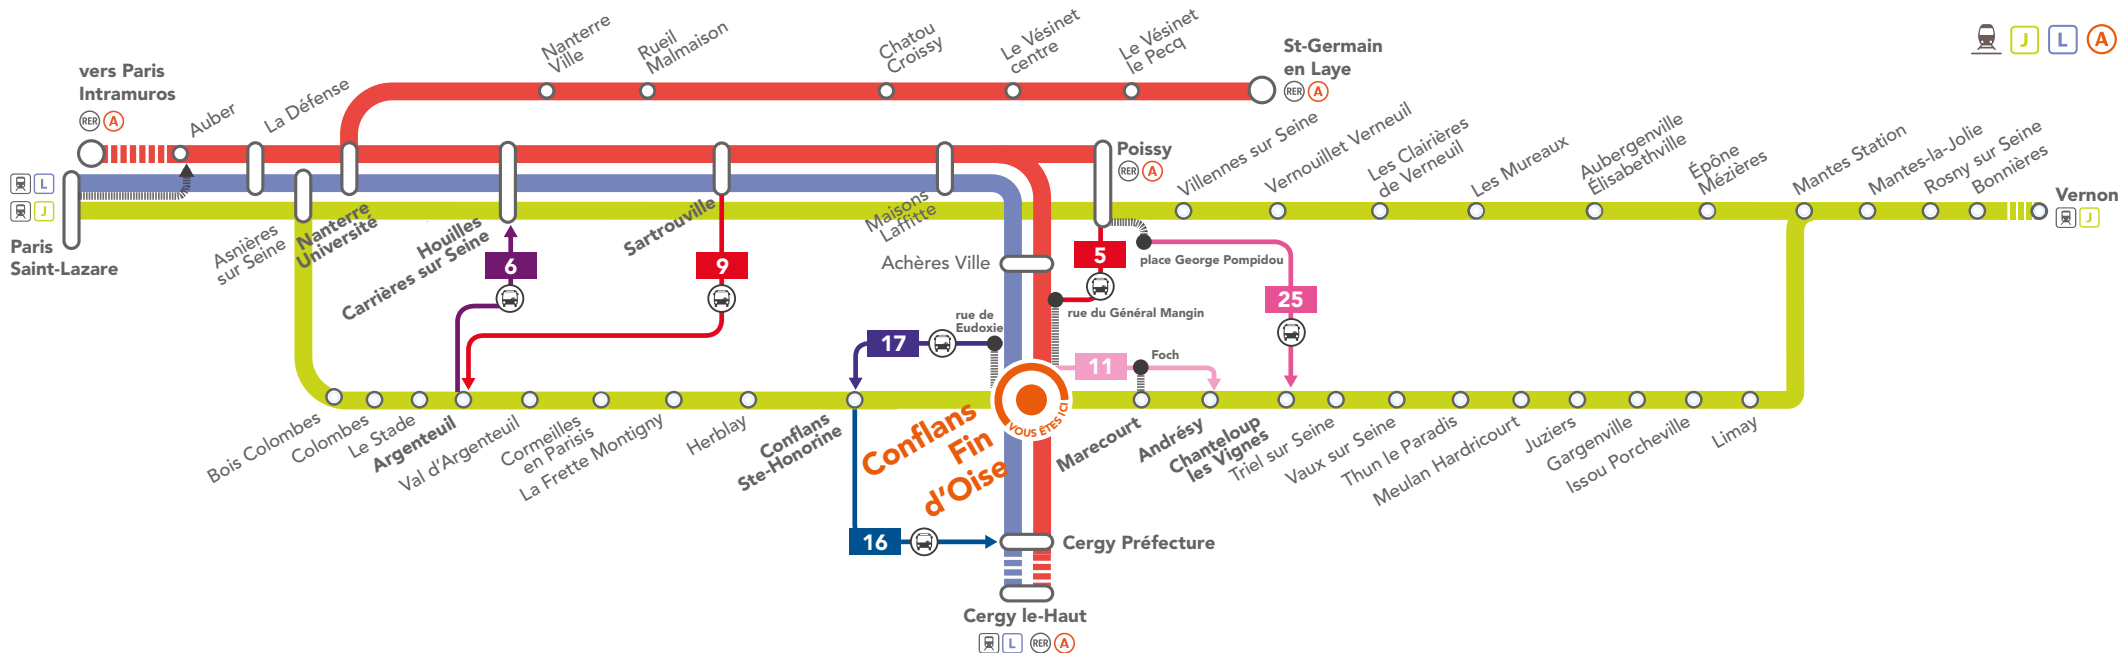 Nanterre
Ville
Rueil
Malmaison
Chatou
Croissy
Le Vésinet
centre
Le Vésinet
le Pecq
St-Germain
en Laye
RER A
J L A
vers Paris
Intramuros
RER A
Auber
La Défense
Poissy
RER A
L
J
Paris
Saint-Lazare
Asnières
sur Seine
Nanterre
Université
Houilles
Carrières sur Seine
Sartrouville
Maisons
Laffitte
Villennes sur Seine
Vernouillet Verneuil
Les Clairières
de Verneuil
Les Mureaux
Aubergenville
Élisabethville
Épône
Mézières
Mantes Station
Mantes-la-Jolie
Rosny sur Seine
Bonnières
Vernon
J
Achères Ville
6
9
5
place George Pompidou
25
rue du Général Mangin
rue de
Eudoxie
17
11
Foch
VOUS ÊTES ICI
Bois Colombes
Colombes
Le Stade
Argenteuil
Val d'Argenteuil
Cormeilles
en Parisis
La Frette Montigny
Herblay
Conflans
Ste-Honorine
Conflans
Fin
d'Oise
Marecourt
Andrésy
Chanteloup
les Vignes
Triel sur Seine
Vaux sur Seine
Thun le Paradis
Meulan Hardricourt
Juziers
Gargenville
Issou Porcheville
Limay
16
Cergy Préfecture
Cergy le-Haut
L RER A